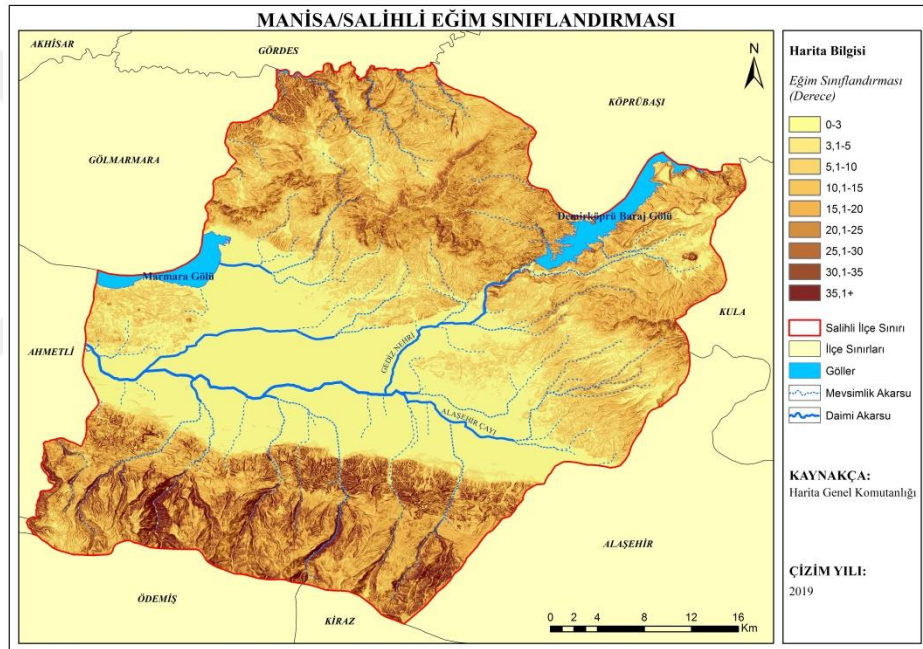 MANİSA/SALİHLİ EĞİM SINIFLANDIRMASI
AKHİSAR
GÖRDES
KÖPRÜBAŞI
GÖLMARMARA
Demirköprü Baraj Gölü
Marmara Gölü
KULA
AHMETLİ
GEDİZ NEHRİ
ALAŞEHİR ÇAYI
ALAŞEHİR
ÖDEMİŞ
KİRAZ
N
0 2 4 8 12 16
Km
Harita Bilgisi
Eğim Sınıflandırması
(Derece)
0-3
3,1-5
5,1-10
10,1-15
15,1-20
20,1-25
25,1-30
30,1-35
35,1+
Salihli İlçe Sınırı
İlçe Sınırları
Göller
Mevsimlik Akarsu
Daimi Akarsu
KAYNAKÇA:
Harita Genel Komutanlığı
ÇİZİM YILI:
2019